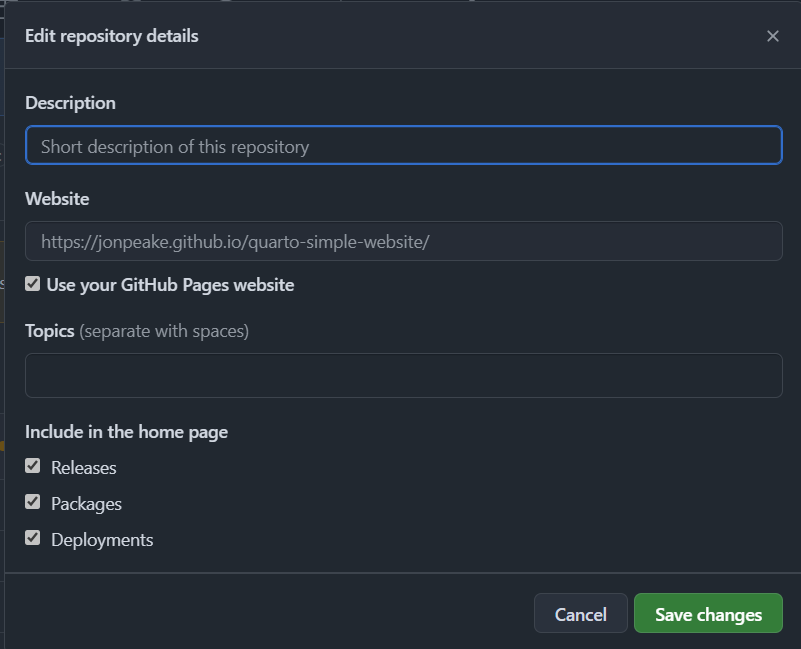 Edit repository details
Description
Short description of this repository
Website
https://jonpeake.github.io/quarto-simple-website/
Use your GitHub Pages website
Topics (separate with spaces)
Include in the home page
Releases
Packages
Deployments
Cancel
Save changes